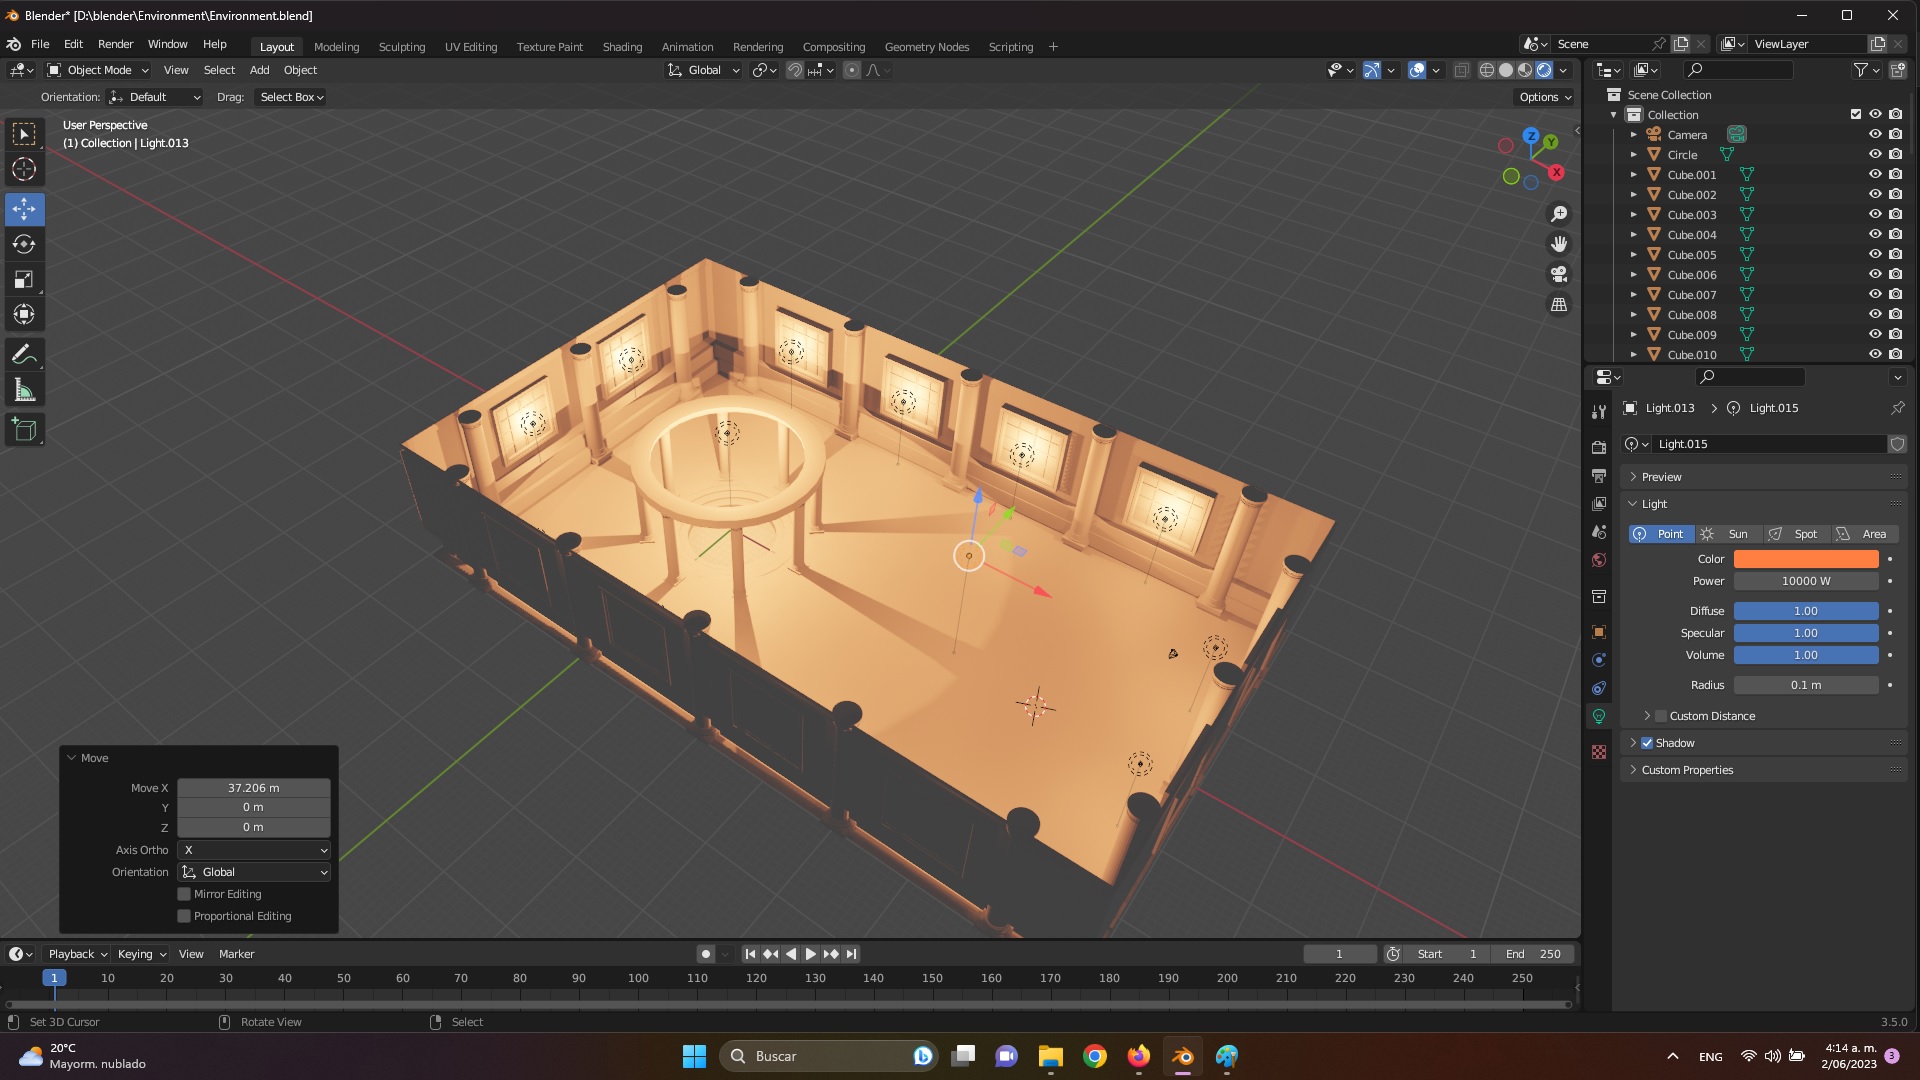 Blender* [D:\blender\Environment\Environment.blend]
File Edit Render Window Help Layout Modeling Sculpting UV Editing Texture Paint Shading Animation Rendering Compositing Geometry Nodes Scripting + Scene ViewLayer
Object Mode View Select Add Object Global
Orientation: Default Drag: Select Box Options
User Perspective
(1) Collection | Light.013
Z
Y
X
Scene Collection
Collection
Camera
Circle
Cube.001
Cube.002
Cube.003
Cube.004
Cube.005
Cube.006
Cube.007
Cube.008
Cube.009
Cube.010
Light.013 > Light.015
Light.015
Preview
Light
Point Sun Spot Area
Color
Power 10000 W
Diffuse 1.00
Specular 1.00
Volume 1.00
Radius 0.1 m
Custom Distance
Shadow
Custom Properties
Move
Move X 37.206 m
Y 0 m
Z 0 m
Axis Ortho X
Orientation Global
Mirror Editing
Proportional Editing
Playback Keying View Marker 1 Start 1 End 250
1 10 20 30 40 50 60 70 80 90 100 110 120 130 140 150 160 170 180 190 200 210 220 230 240 250
Set 3D Cursor Rotate View Select 3.5.0
20°C
Mayorm. nublado
Buscar
ENG
4:14 a. m.
2/06/2023
3